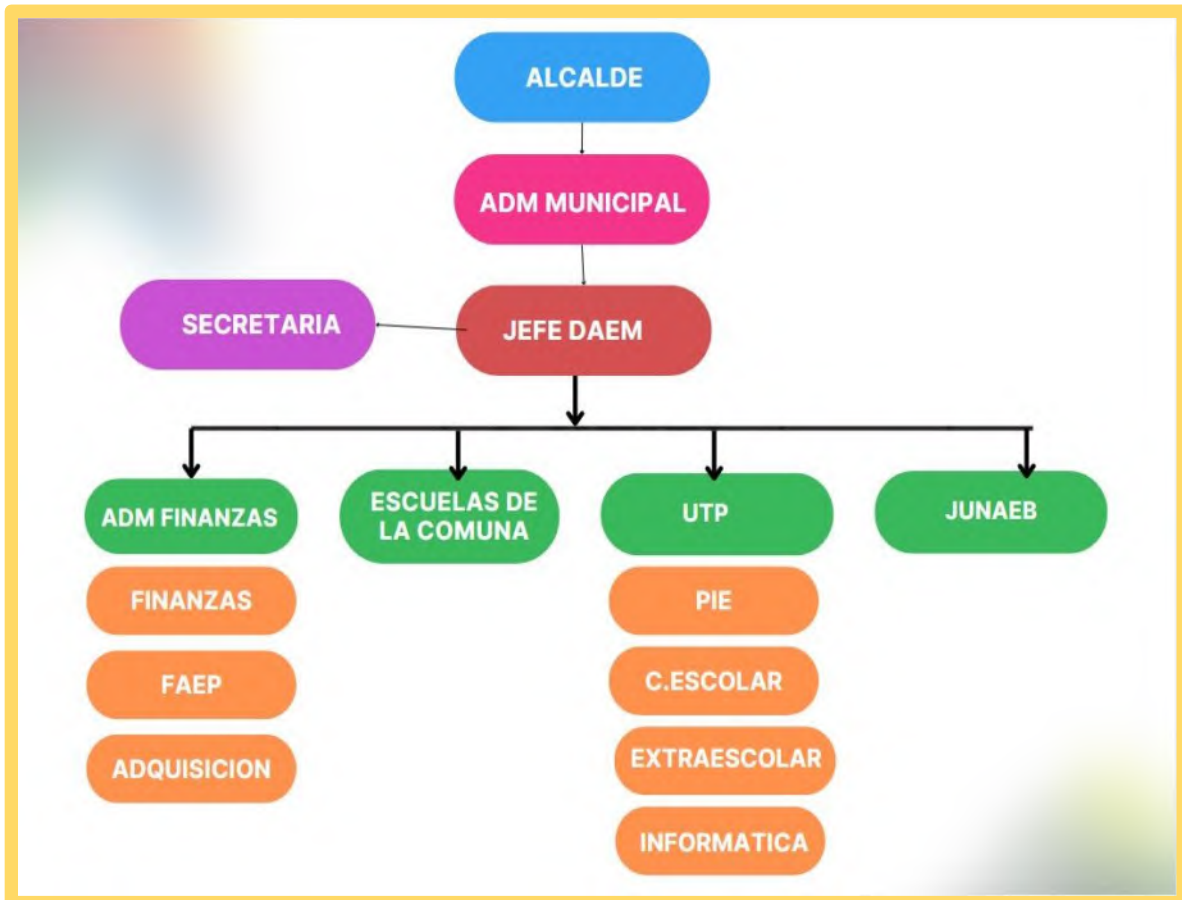 ALCALDE
ADM MUNICIPAL
SECRETARIA
JEFE DAEM
ADM FINANZAS
ESCUELAS DE
LA COMUNA
UTP
JUNAEB
FINANZAS
FAEP
ADQUISICION
PIE
C.ESCOLAR
EXTRAESCOLAR
INFORMATICA